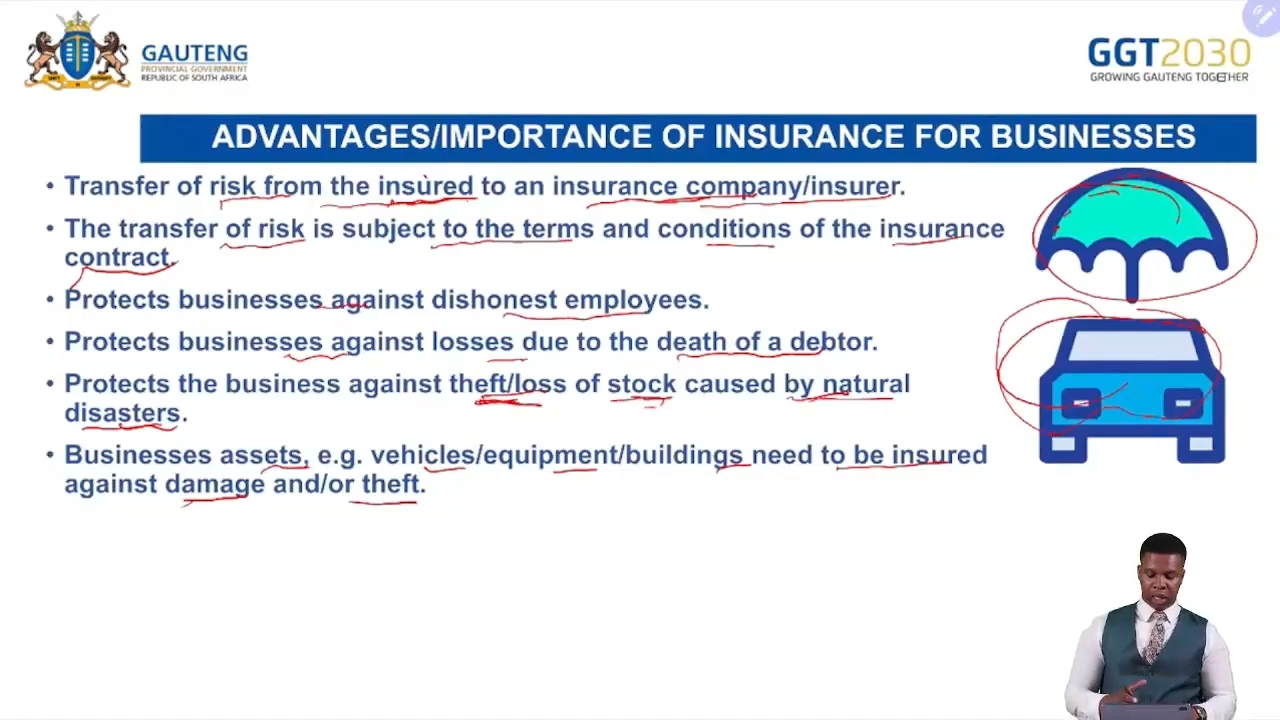 GAUTENG
PROVINCIAL GOVERNMENT
REPUBLIC OF SOUTH AFRICA
GGT2030
GROWING GAUTENG TOGETHER
ADVANTAGES/IMPORTANCE OF INSURANCE FOR BUSINESSES
• Transfer of risk from the insured to an insurance company/insurer.
• The transfer of risk is subject to the terms and conditions of the insurance
contract.
• Protects businesses against dishonest employees.
• Protects businesses against losses due to the death of a debtor.
• Protects the business against theft/loss of stock caused by natural
disasters.
• Businesses assets, e.g. vehicles/equipment/buildings need to be insured
against damage and/or theft.